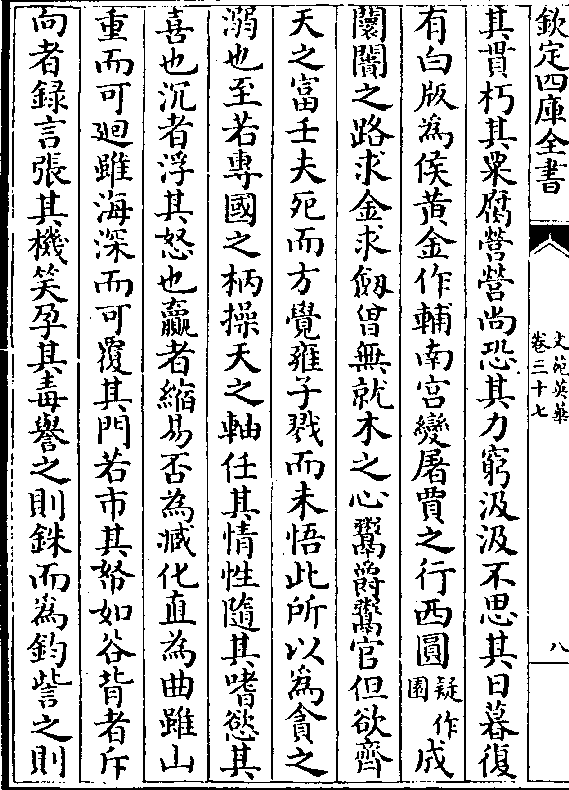 欽定四庫全書
文苑英華
卷三十七
八
其貫朽其粟腐營營尚恐其力窮汲汲不思其日暮復
有白版為侯黄金作輔南宫變屠賈之行西圓疑作園成
闤闠之路求金求劔曾無就木之心鬻爵鬻官但欲齊
天之富壬夫死而方覺雍子戮而未悟此所以為貪之
溺也至若專國之柄操天之軸任其情性隨其嗜慾其
喜也沉者浮其怒也贏者縮易否為臧化直為曲雖山
重而可廻雖海深而可覆其門若市其谿如谷背者斥
向者録言張其機笑孕其毒譽之則銖而為鈞訾之則